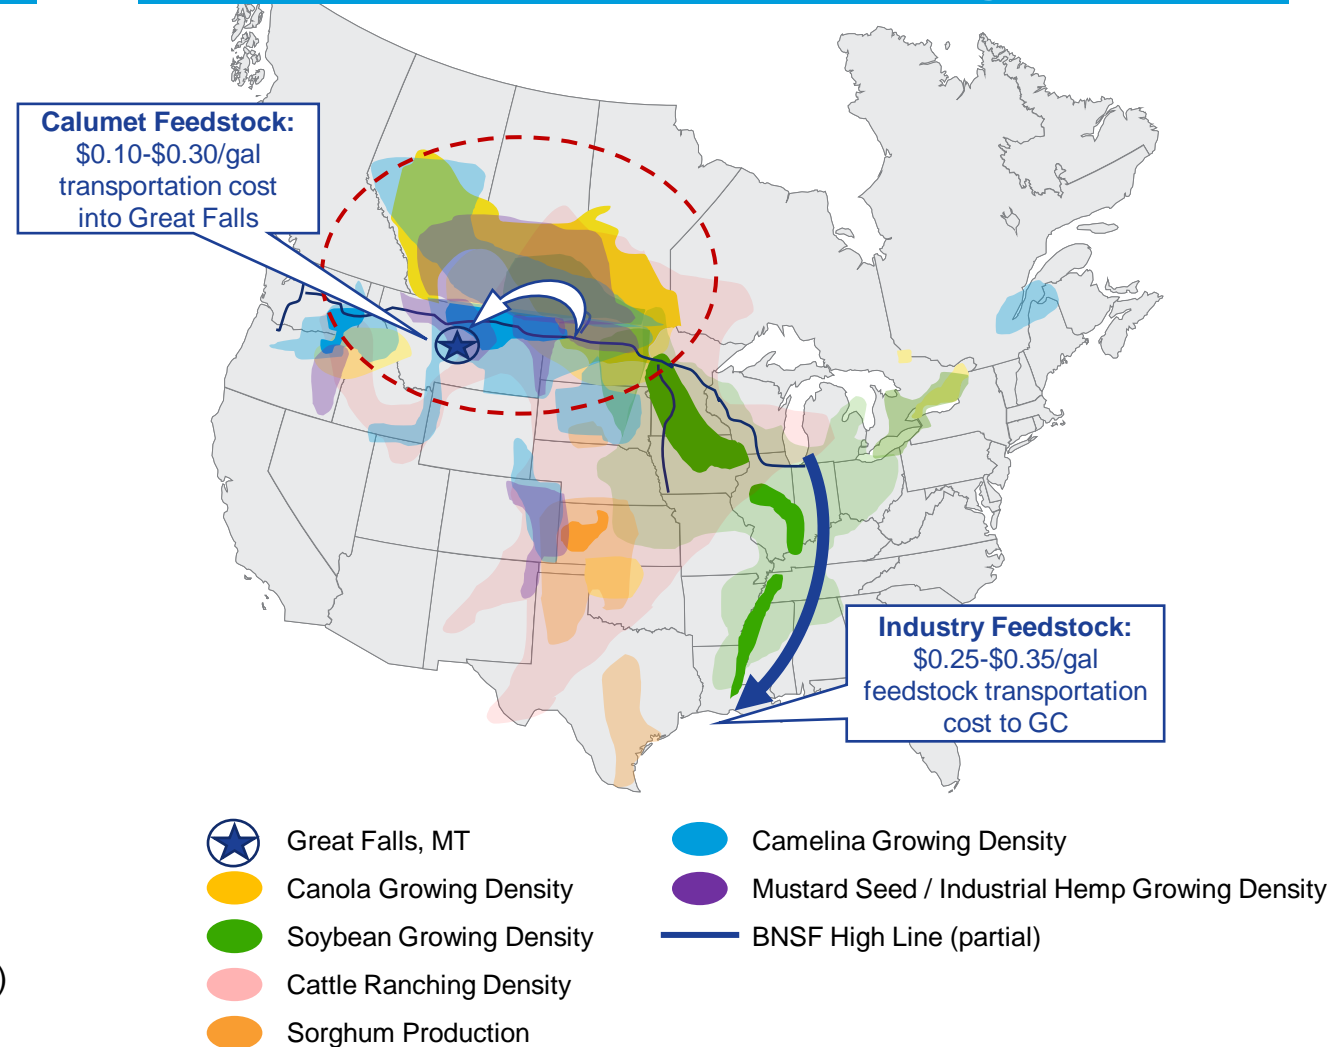 Calumet Feedstock:
$0.10-$0.30/gal
transportation cost
into Great Falls
Industry Feedstock:
$0.25-$0.35/gal
feedstock transportation
cost to GC
Great Falls, MT
Canola Growing Density
Soybean Growing Density
)
Cattle Ranching Density
Sorghum Production
Camelina Growing Density
Mustard Seed / Industrial Hemp Growing Density
BNSF High Line (partial)